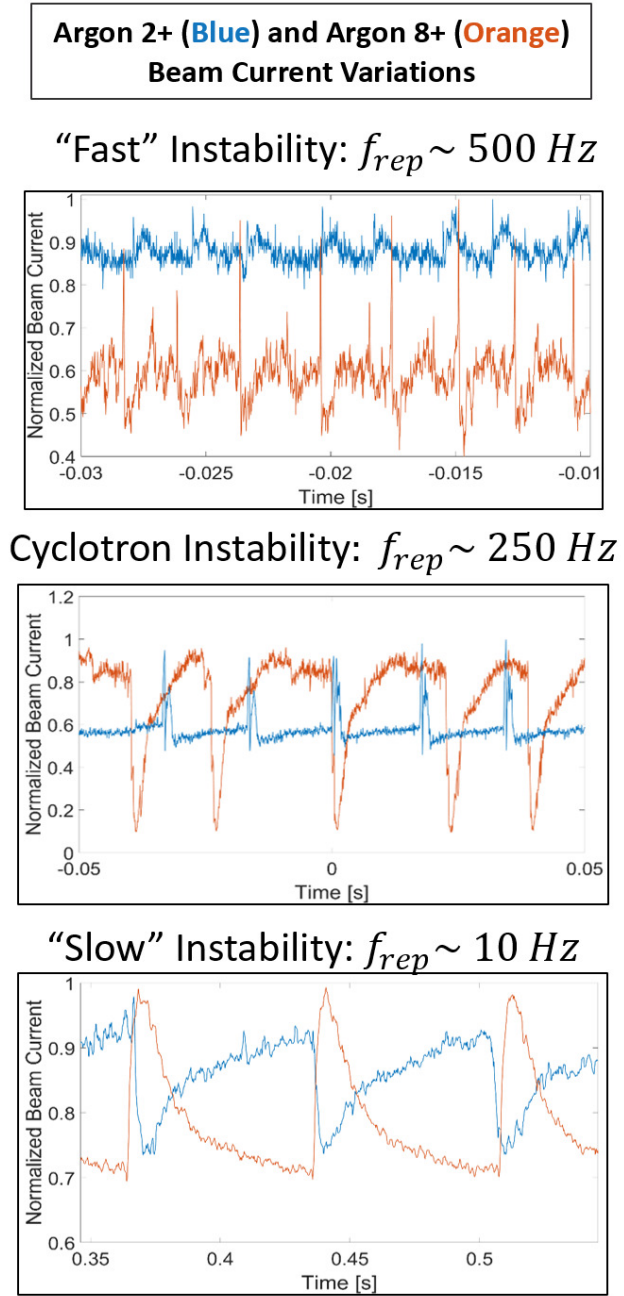 Argon 2+ (Blue) and Argon 8+ (Orange)
Beam Current Variations
“Fast” Instability: f_rep ~ 500 Hz
1
0.9
0.8
0.7
0.6
0.5
0.4
Normalized Beam Current
-0.03 -0.025 -0.02 -0.015 -0.01
Time [s]
Cyclotron Instability: f_rep ~ 250 Hz
1.2
1
0.8
0.6
0.4
0.2
0
Normalized Beam Current
-0.05 0 0.05
Time [s]
“Slow” Instability: f_rep ~ 10 Hz
1
0.9
0.8
0.7
0.6
Normalized Beam Current
0.35 0.4 0.45 0.5
Time [s]